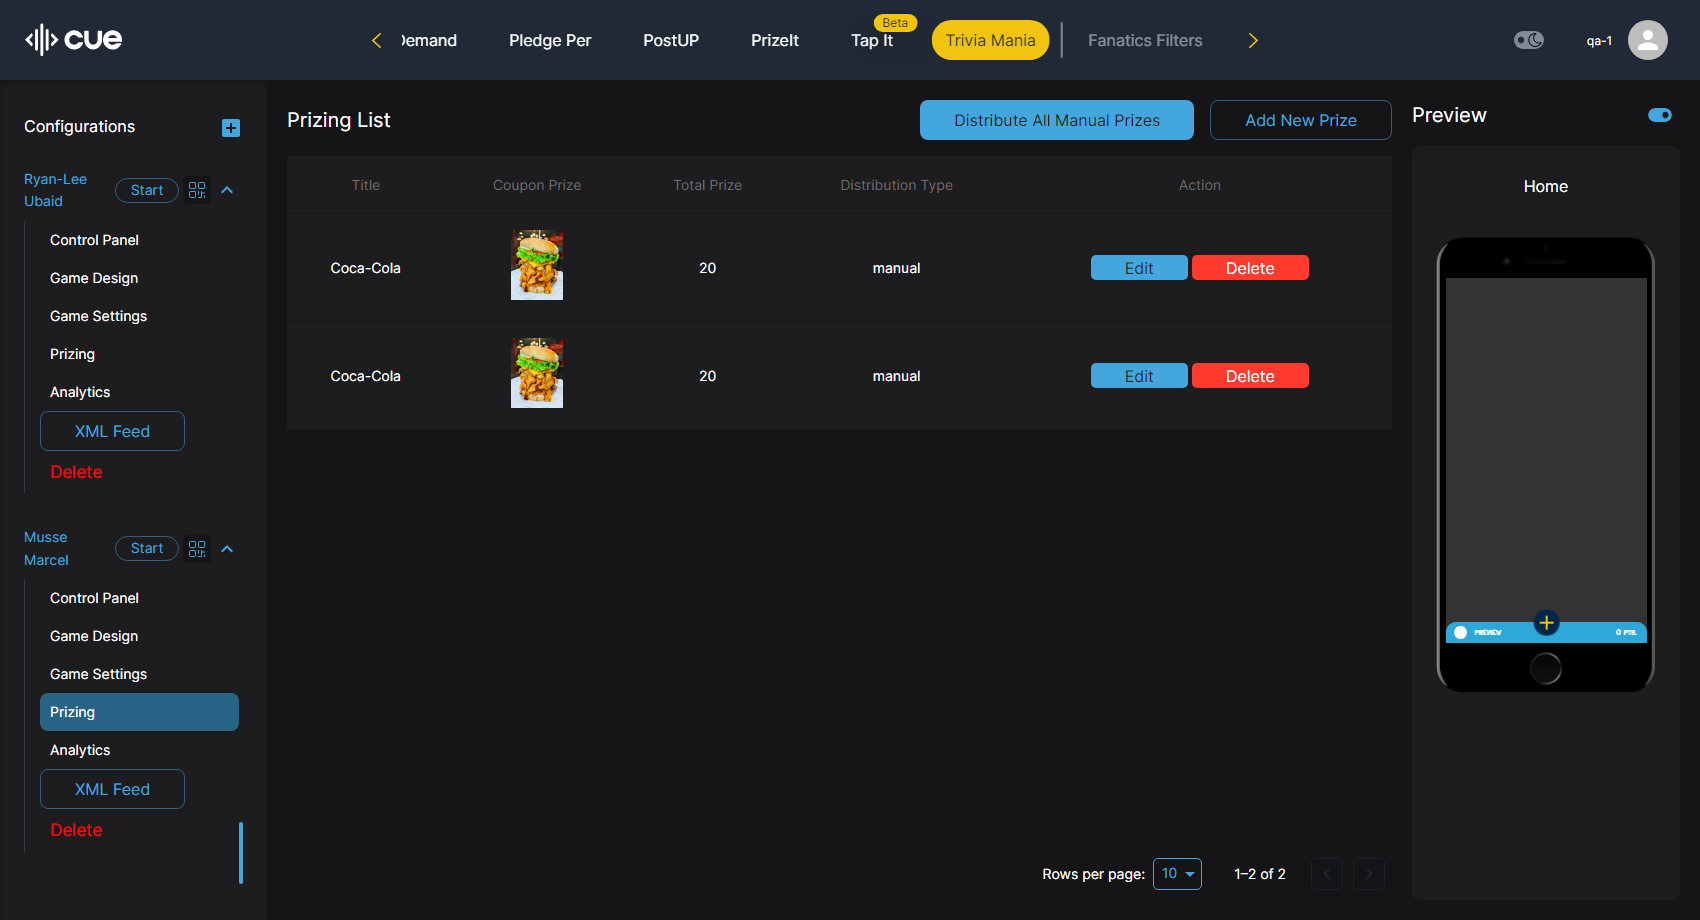 cue
Demand
Pledge Per
PostUP
PrizeIt
Tap It
Beta
Trivia Mania
Fanatics Filters
qa-1
Configurations
Ryan-Lee
Ubaid
Start
Control Panel
Game Design
Game Settings
Prizing
Analytics
XML Feed
Delete
Musse
Marcel
Start
Control Panel
Game Design
Game Settings
Prizing
Analytics
XML Feed
Delete
Prizing List
Distribute All Manual Prizes
Add New Prize
Title Coupon Prize Total Prize Distribution Type Action
Coca-Cola 20 manual Edit Delete
Coca-Cola 20 manual Edit Delete
Rows per page: 10 1–2 of 2
Preview
Home
PREVIEW 0 PTS.